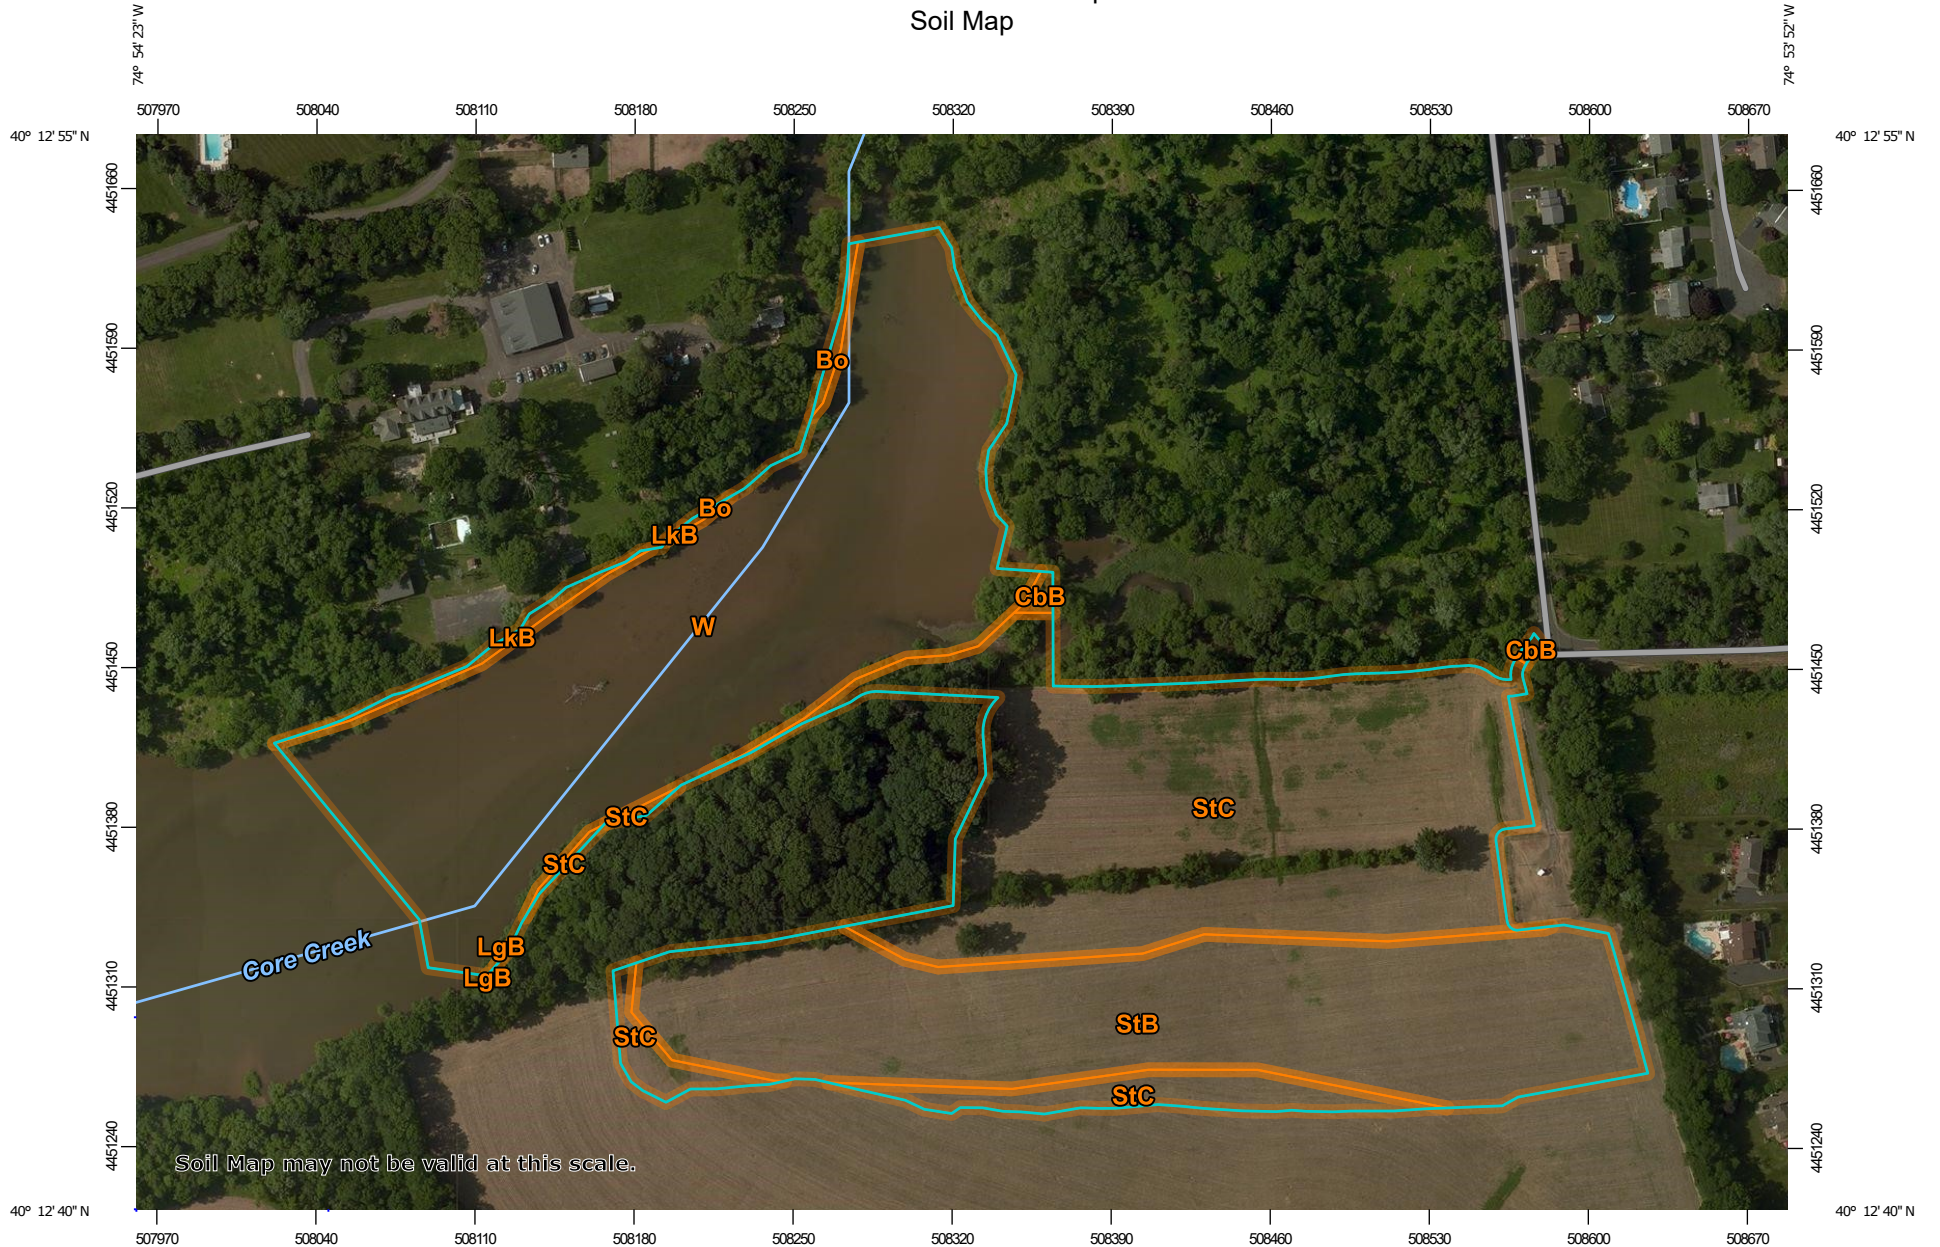 Soil Map
74° 54' 23" W
74° 53' 52" W
507970 508040 508110 508180 508250 508320 508390 508460 508530 508600 508670
40° 12' 55" N
40° 12' 55" N
4451660
4451660
4451590
4451590
Bo
Bo
4451520
4451520
LkB
CbB
W
LkB
CbB
4451450
4451450
StC
StC
4451380
4451380
StC
Core Creek
LgB
LgB
4451310
4451310
StB
StC
StC
4451240
4451240
Soil Map may not be valid at this scale.
40° 12' 40" N
40° 12' 40" N
507970 508040 508110 508180 508250 508320 508390 508460 508530 508600 508670